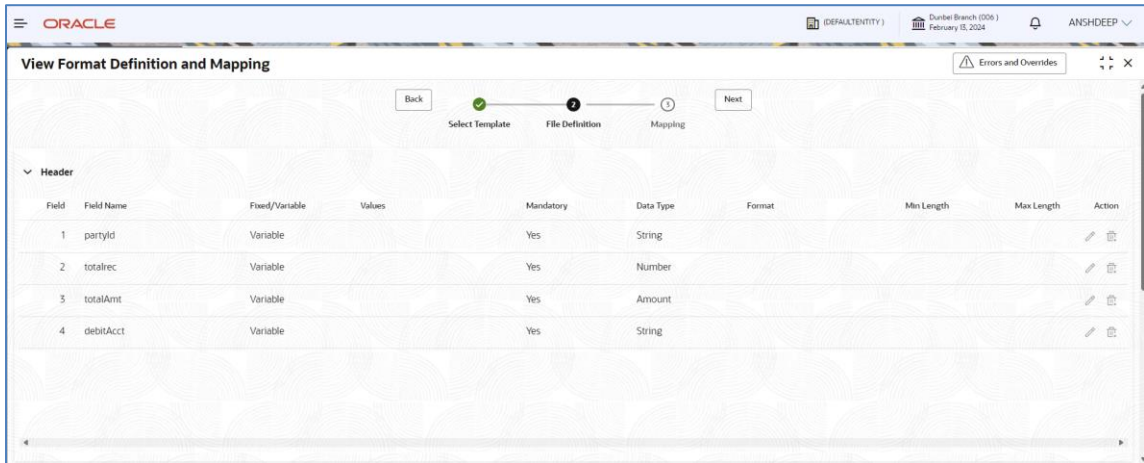 ORACLE
(DEFAULTENTITY )
Dunbel Branch (006 )
February 13, 2024
ANSHDEEP
View Format Definition and Mapping
Errors and Overrides
Back
2
3
Next
Select Template
File Definition
Mapping
Header
Field Field Name Fixed/Variable Values Mandatory Data Type Format Min Length Max Length Action
1 partyId Variable Yes String
2 totalrec Variable Yes Number
3 totalAmt Variable Yes Amount
4 debitAcct Variable Yes String